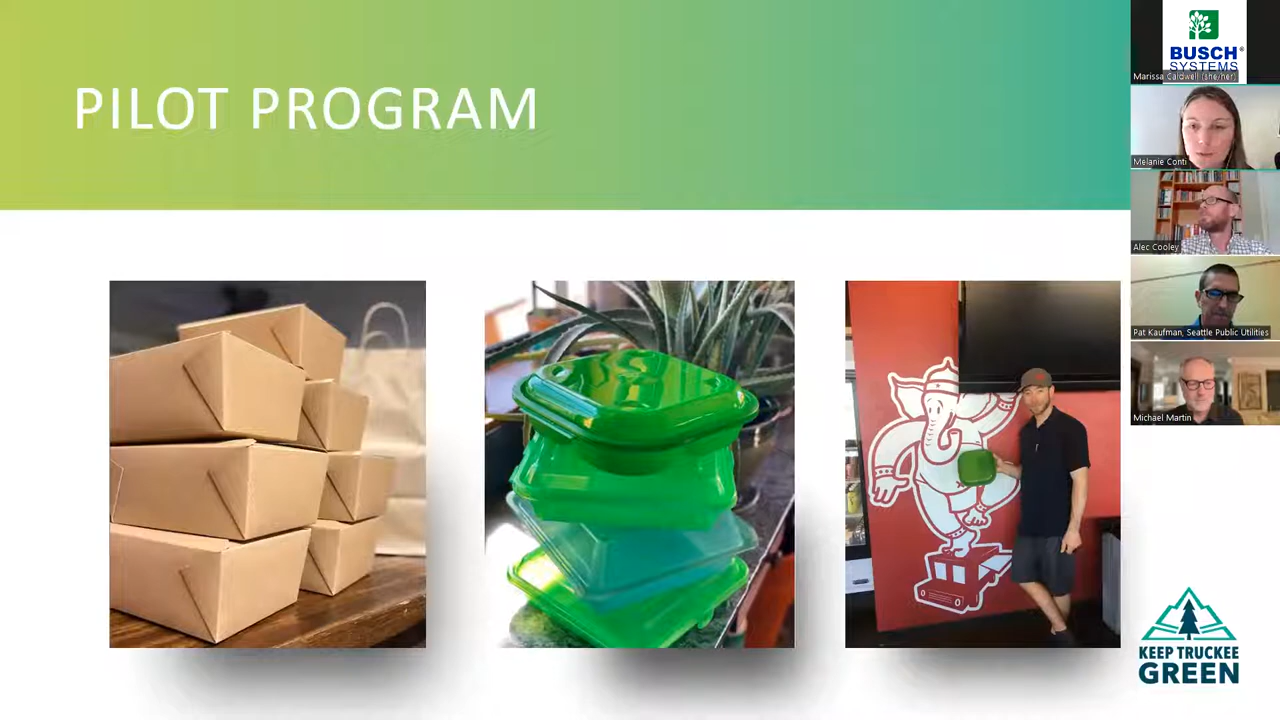 PILOT PROGRAM
BUSCH
SYSTEMS
Marissa Caldwell (she/her)
Melanie Conti
Alec Cooley
Pat Kaufman, Seattle Public Utilities
Michael Martin
KEEP TRUCKEE
GREEN